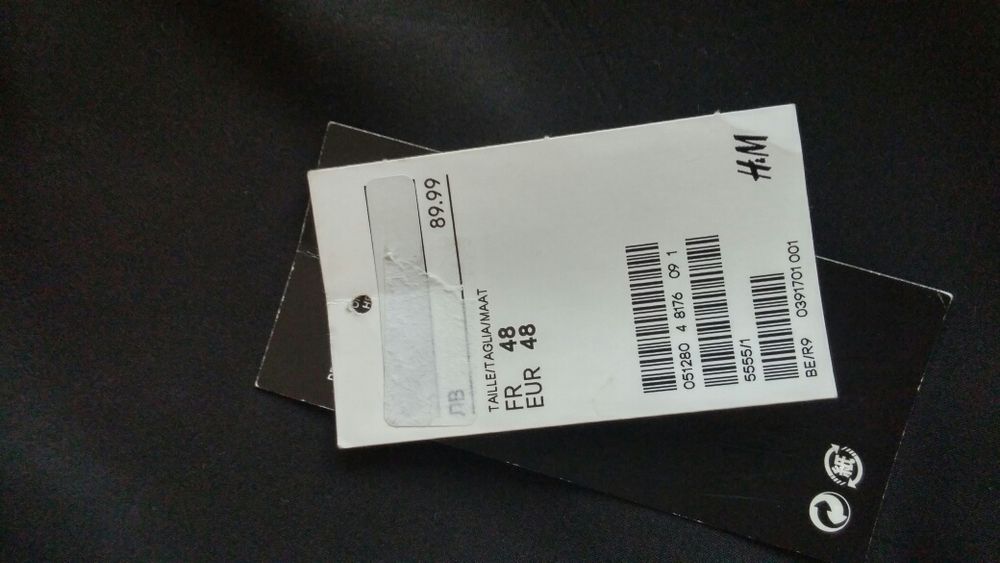 H&M
ЛВ 89.99
TAILLE/TAGLIA/MAAT
FR 48
EUR 48
051280 4 8176 09 1
5555/1
BE/R9 0391701 001
紙